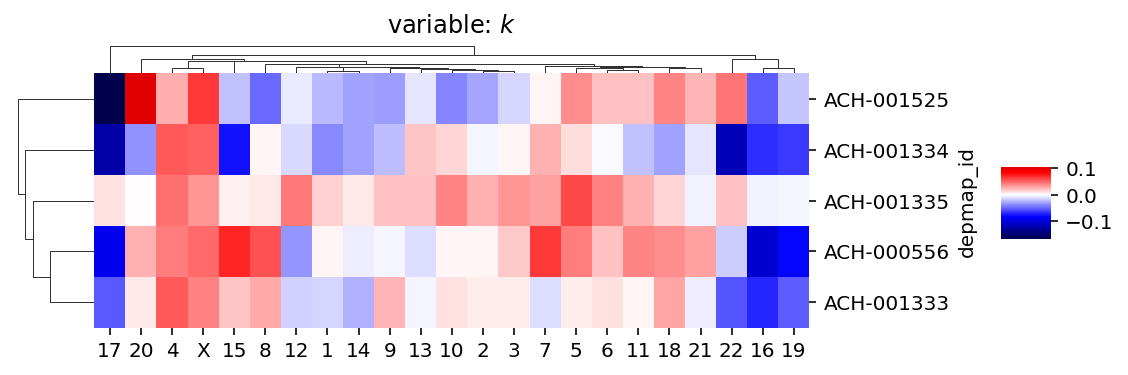 variable: k
ACH-001525
ACH-001334
ACH-001335
ACH-000556
ACH-001333
depmap_id
0.1
0.0
−0.1
17 20 4 X 15 8 12 1 14 9 13 10 2 3 7 5 6 11 18 21 22 16 19